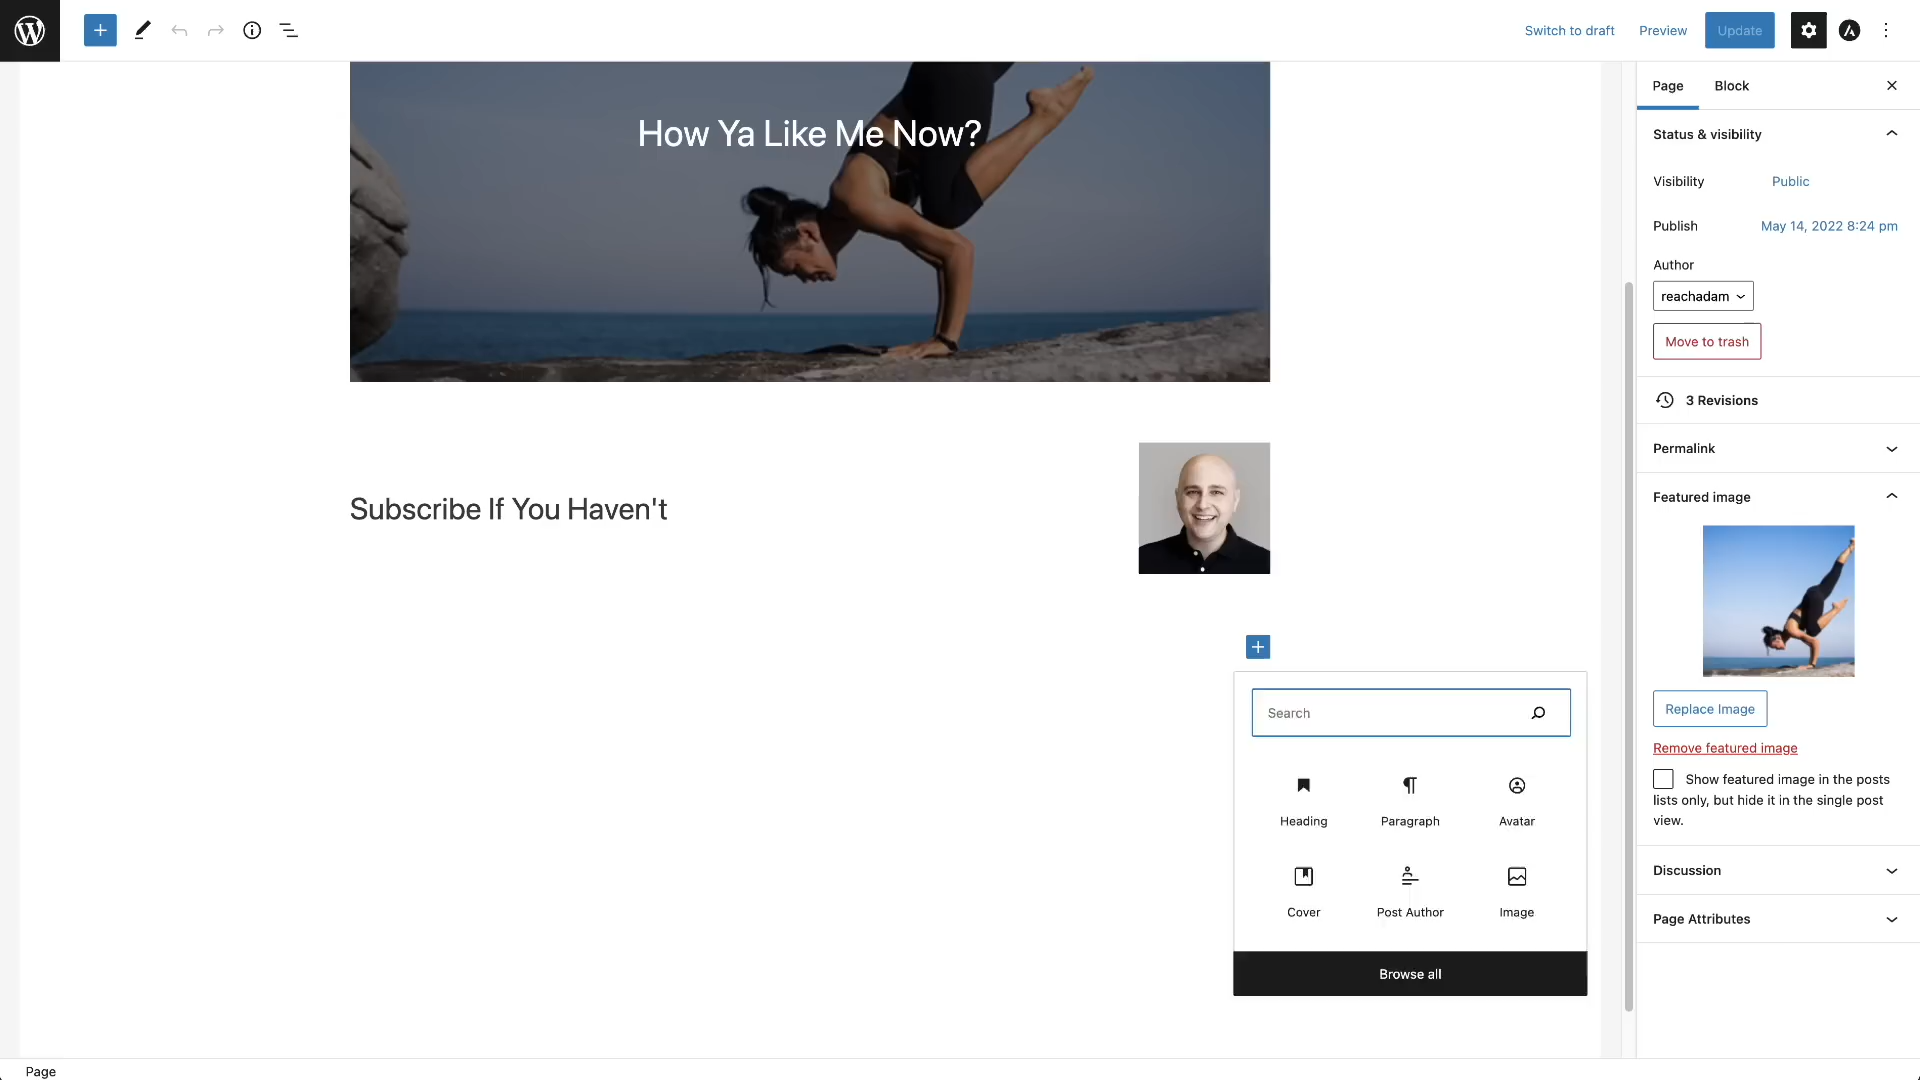 Switch to draft
Preview
Update
Page
Block
How Ya Like Me Now?
Status & visibility
Visibility
Public
Publish
May 14, 2022 8:24 pm
Author
reachadam
Move to trash
3 Revisions
Permalink
Featured image
Subscribe If You Haven't
Replace Image
Remove featured image
Show featured image in the posts
lists only, but hide it in the single post
view.
Discussion
Page Attributes
Search
Heading
Paragraph
Avatar
Cover
Post Author
Image
Browse all
Page